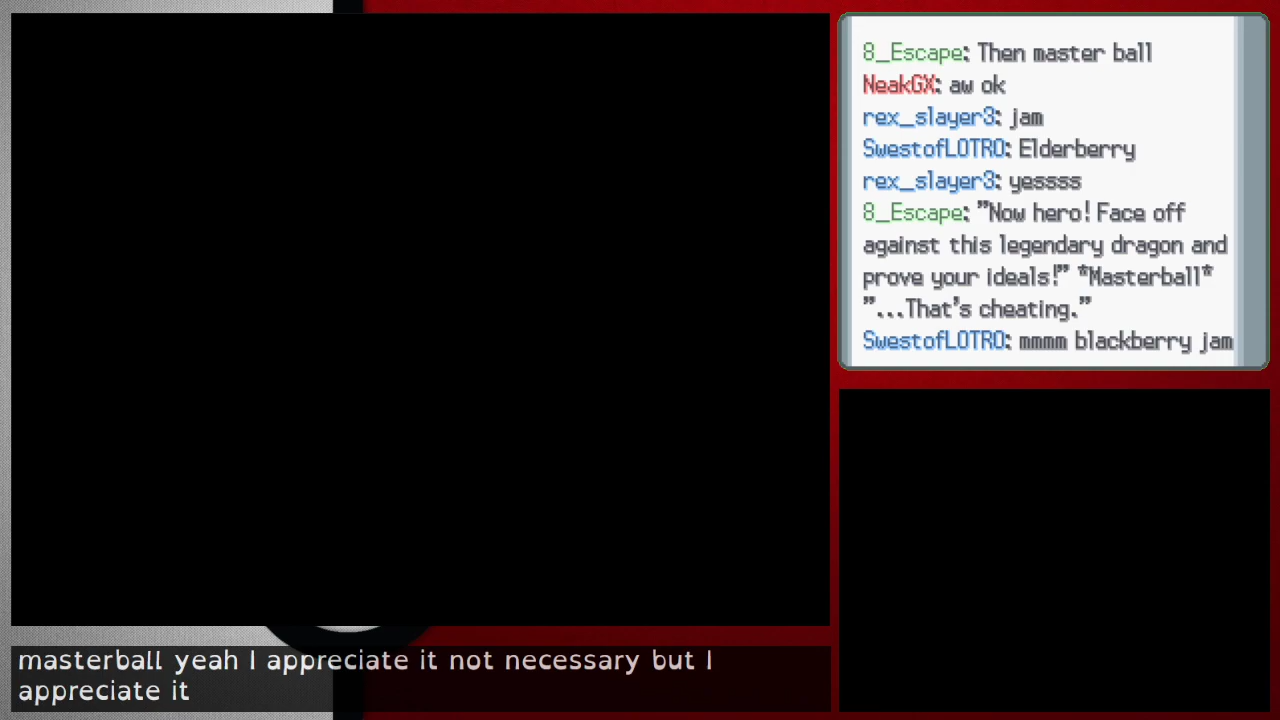 8_Escape: Then master ball
NeakGX: aw ok
rex_slayer3: jam
SwestofLOTRO: Elderberry
rex_slayer3: yessss
8_Escape: "Now hero! Face off
against this legendary dragon and
prove your ideals!" *Masterball*
"...That's cheating."
SwestofLOTRO: mmmm blackberry jam
masterball yeah I appreciate it not necessary but I
appreciate it